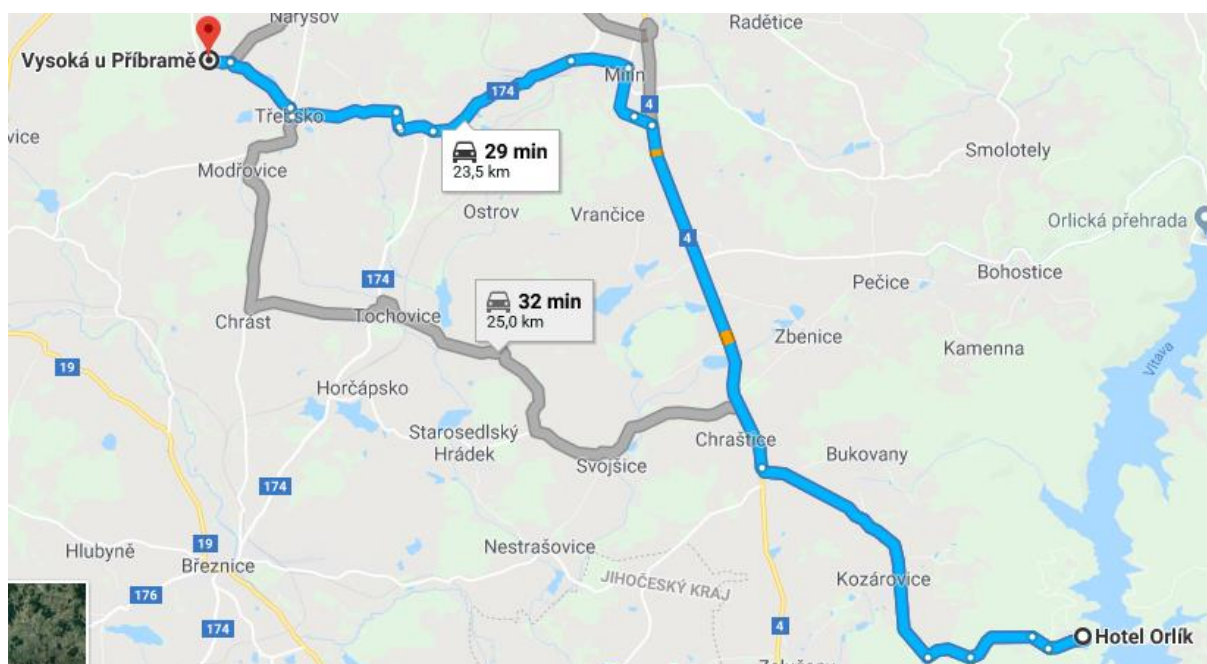 Narysov
Radětice
Vysoká u Příbramě
Milín
174
4
Třebsko
29 min
23,5 km
Smolotely
Modřovice
Ostrov
Vrančice
Orlická přehrada
4
174
Pečice
Bohostice
32 min
25,0 km
Chrást
Tochovice
Zbenice
Kamenna
Vltava
19
Horčápsko
Starosedlský
Hrádek
Chraštice
Bukovany
Svojšice
174
Hlubyně
19
Nestrašovice
Březnice
JIHOČESKÝ KRAJ
Kozárovice
176
174
4
Hotel Orlík